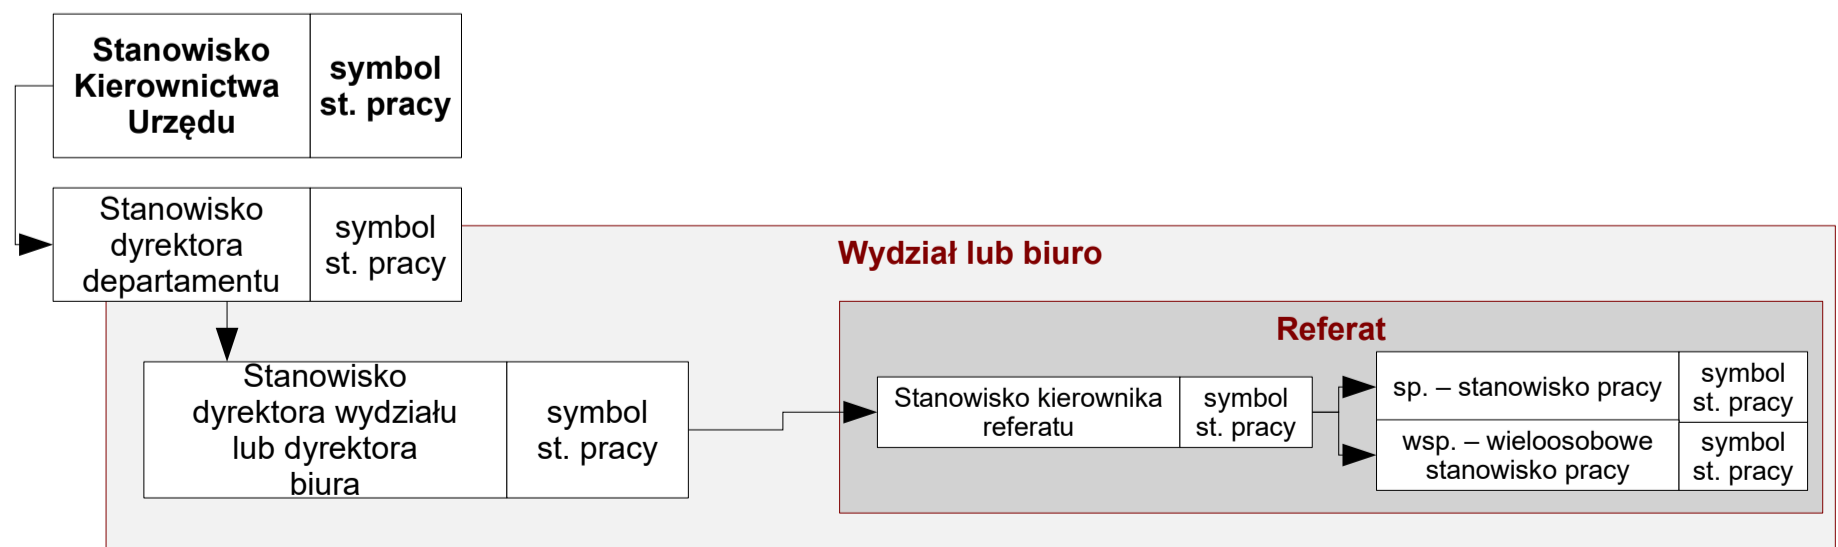 Stanowisko
Kierownictwa
Urzędu
symbol
st. pracy
Stanowisko
dyrektora
departamentu
symbol
st. pracy
Wydział lub biuro
Stanowisko
dyrektora wydziału
lub dyrektora
biura
symbol
st. pracy
Referat
Stanowisko kierownika
referatu
symbol
st. pracy
sp. – stanowisko pracy
symbol
st. pracy
wsp. – wieloosobowe
stanowisko pracy
symbol
st. pracy